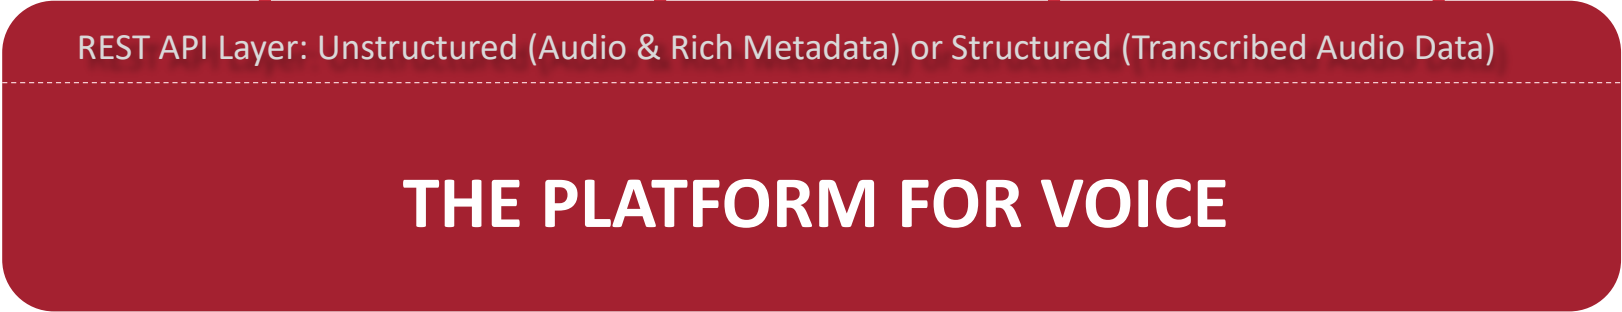 REST API Layer: Unstructured (Audio & Rich Metadata) or Structured (Transcribed Audio Data)
THE PLATFORM FOR VOICE